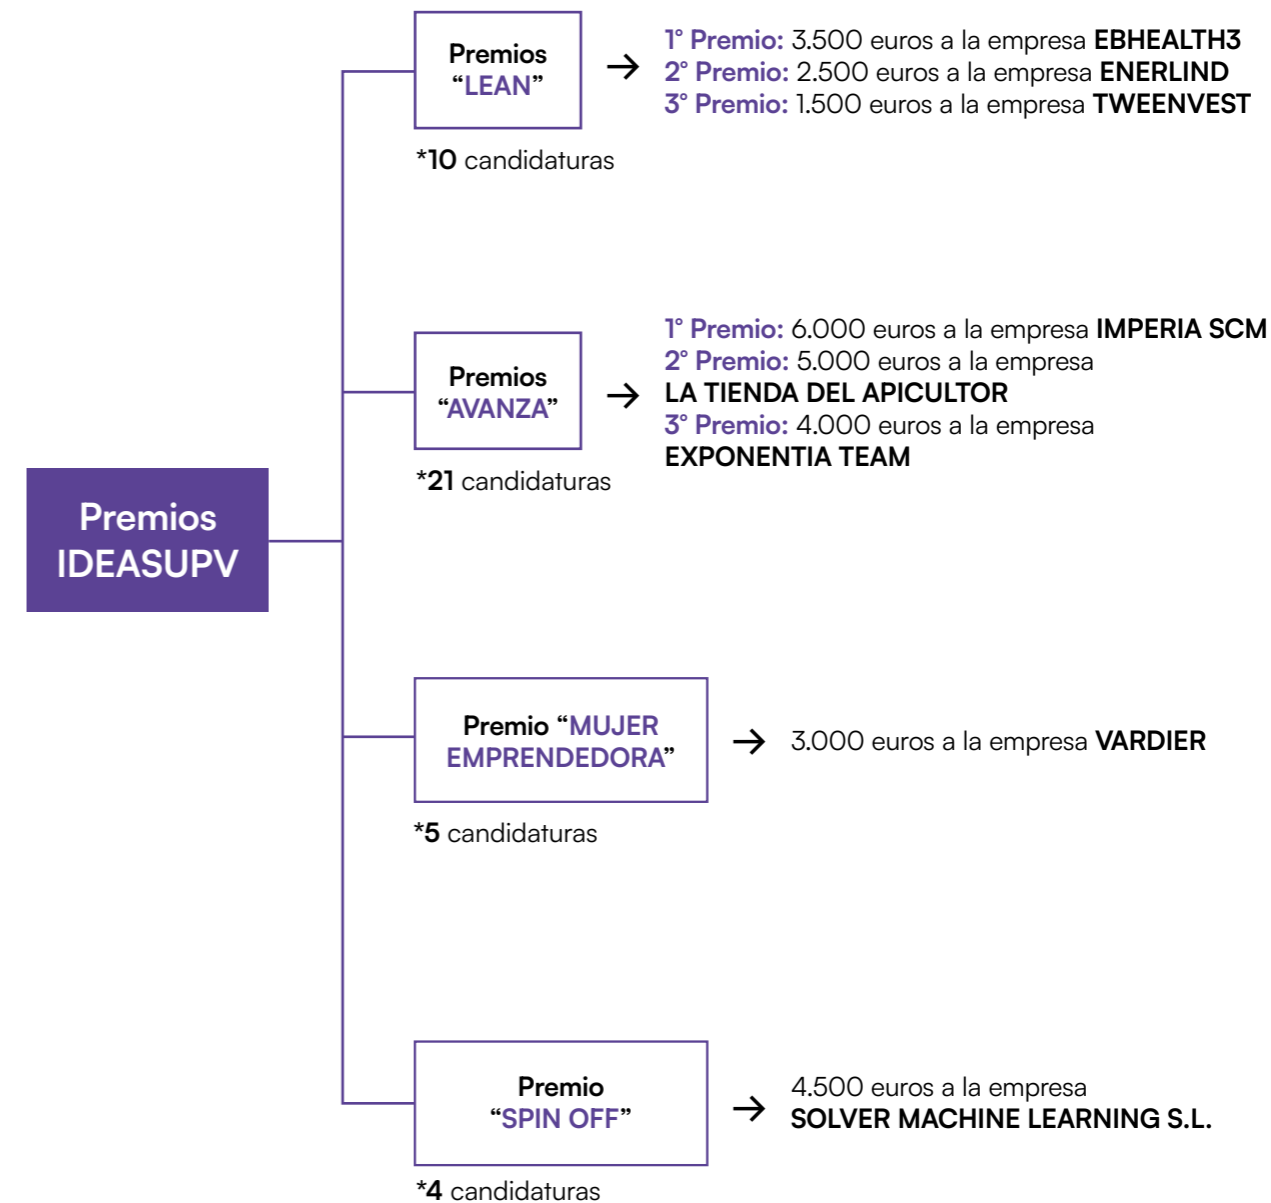 Premios
“LEAN”
1° Premio: 3.500 euros a la empresa EBHEALTH3
2° Premio: 2.500 euros a la empresa ENERLIND
3° Premio: 1.500 euros a la empresa TWEENVEST
*10 candidaturas
Premios
“AVANZA”
1° Premio: 6.000 euros a la empresa IMPERIA SCM
2° Premio: 5.000 euros a la empresa
LA TIENDA DEL APICULTOR
3° Premio: 4.000 euros a la empresa
EXPONENTIA TEAM
*21 candidaturas
Premios
IDEASUPV
Premio “MUJER
EMPRENDEDORA”
3.000 euros a la empresa VARDIER
*5 candidaturas
Premio
“SPIN OFF”
4.500 euros a la empresa
SOLVER MACHINE LEARNING S.L.
*4 candidaturas